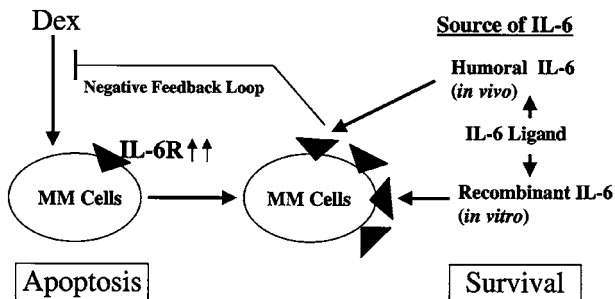 Dex
Source of IL-6
Negative Feedback Loop
Humoral IL-6
(in vivo)
IL-6R↑↑
IL-6 Ligand
MM Cells
MM Cells
Recombinant IL-6
(in vitro)
Apoptosis
Survival